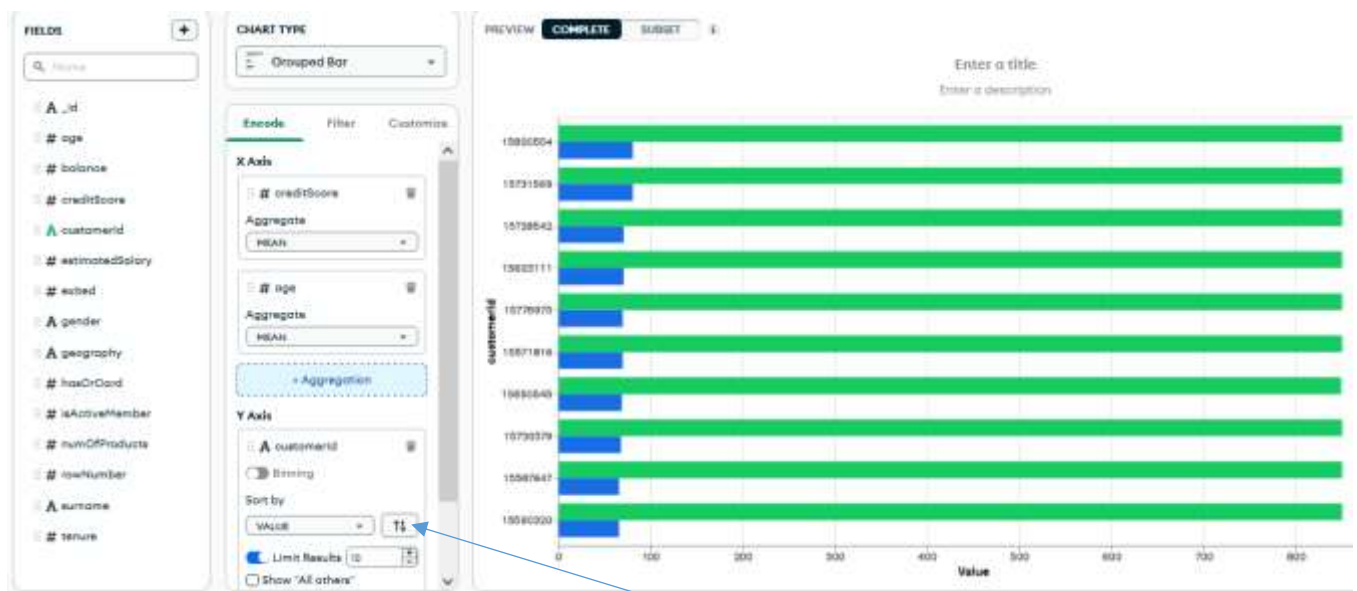 FIELDS
+
Name
A _id
# age
# balance
# creditScore
A customerId
# estimatedSalary
# exited
A gender
A geography
# hasCrCard
# isActiveMember
# numOfProducts
# rowNumber
A surname
# tenure
CHART TYPE
Grouped Bar
Encode Filter Customize
X Axis
# creditScore
Aggregate
MEAN
# age
Aggregate
MEAN
+ Aggregation
Y Axis
A customerId
Binning
Sort by
VALUE
Limit Results 10
Show "All others"
PREVIEW COMPLETE SUBSET
Enter a title
Enter a description
customerId
0 100 200 300 400 500 600 700 800
Value